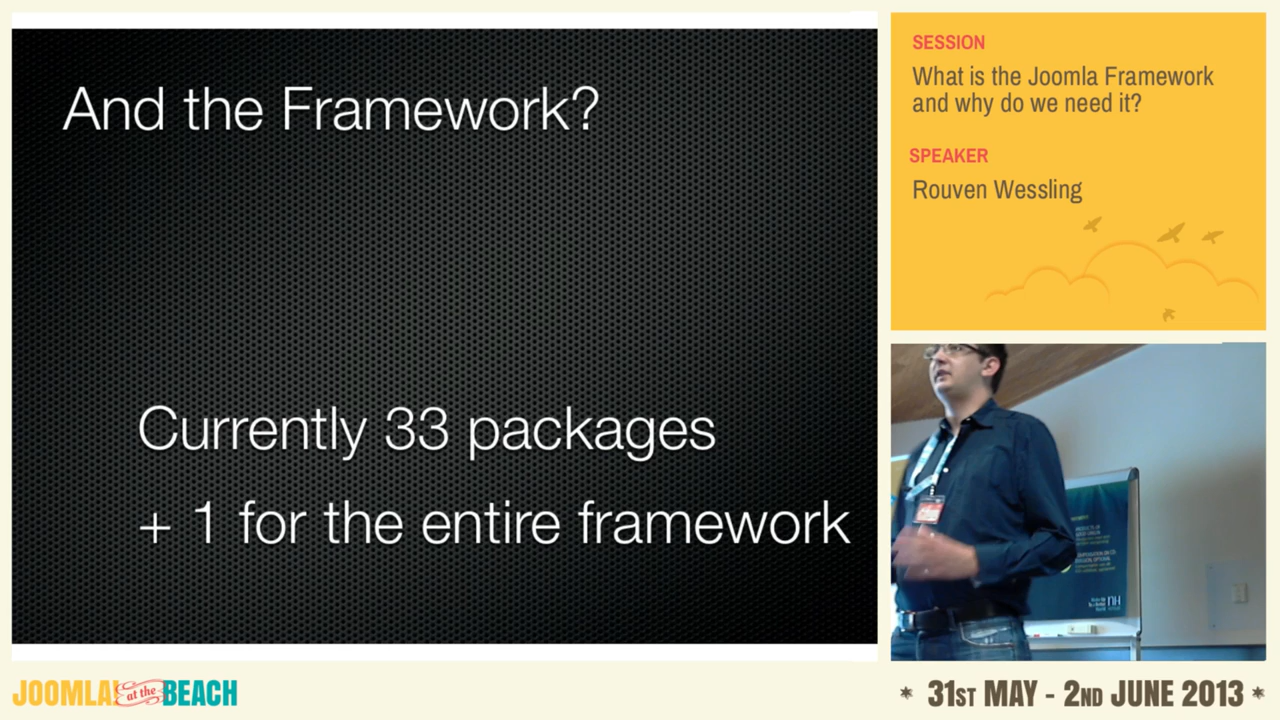 And the Framework?
Currently 33 packages
+ 1 for the entire framework
SESSION
What is the Joomla Framework
and why do we need it?
SPEAKER
Rouven Wessling
nh
JOOMLA! at the BEACH
* 31ST MAY - 2ND JUNE 2013 *